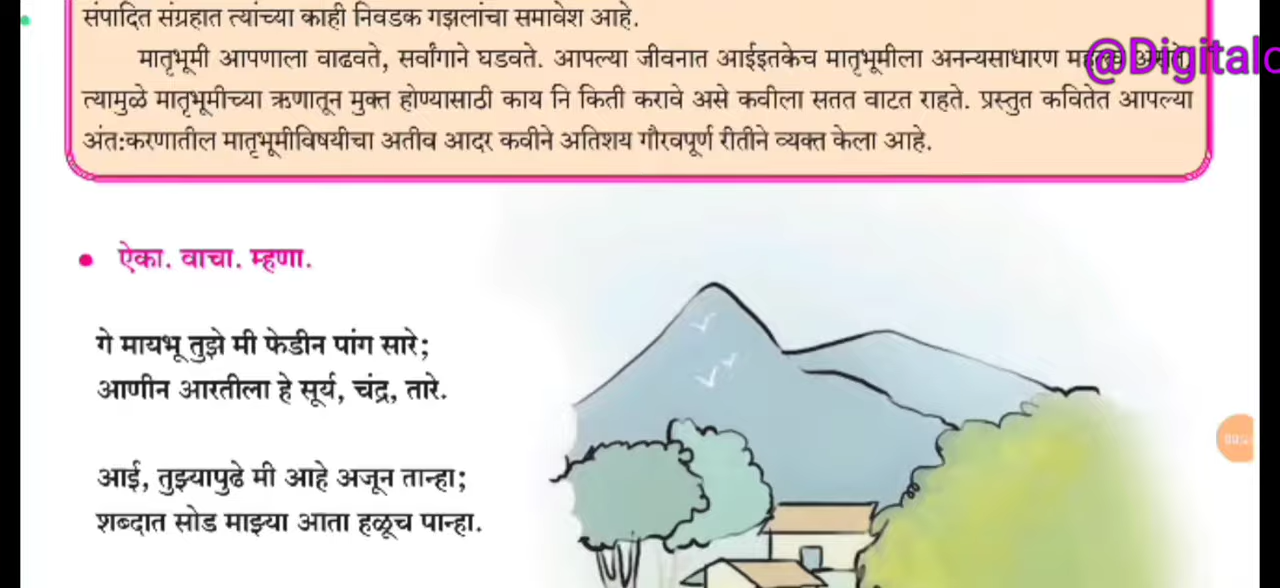 संपादित संग्रहात त्यांच्या काही निवडक गझलांचा समावेश आहे.
मातृभूमी आपणाला वाढवते, सर्वांगाने घडवते. आपल्या जीवनात आईइतकेच मातृभूमीला अनन्यसाधारण @Digital
त्यामुळे मातृभूमीच्या ऋणातून मुक्त होण्यासाठी काय नि किती करावे असे कवीला सतत वाटत राहते. प्रस्तुत कवितेत आपल्या
अंतःकरणातील मातृभूमीविषयीचा अतीव आदर कवीने अतिशय गौरवपूर्ण रीतीने व्यक्त केला आहे.
ऐका. वाचा. म्हणा.
गे मायभू तुझे मी फेडीन पांग सारे;
आणीन आरतीला हे सूर्य, चंद्र, तारे.
आई, तुझ्यापुढे मी आहे अजून तान्हा;
शब्दात सोड माझ्या आता हळूच पान्हा.